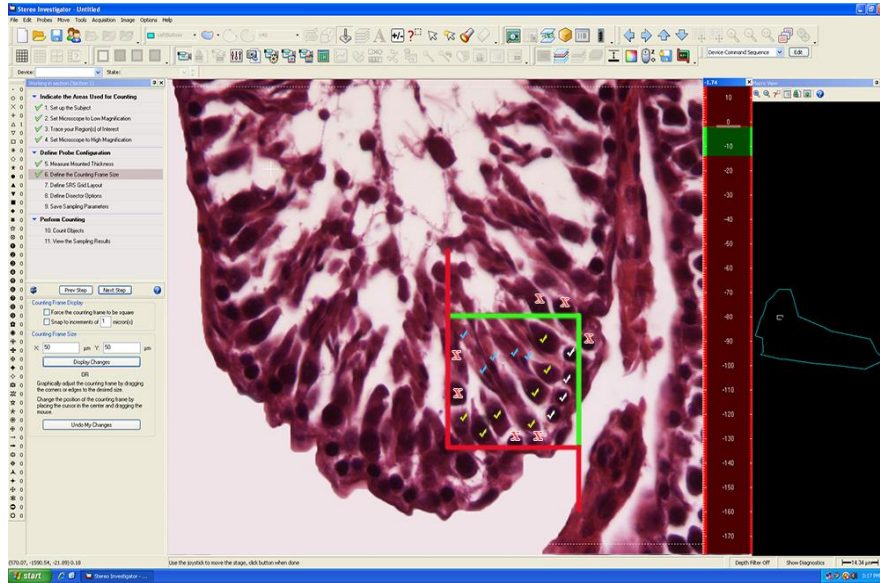 Stereo Investigator - Untitled
File Edit Probes Move Tools Acquisition Image Options Help
Device Command Sequence Edit
Device: State:
Indicate the Areas Used for Counting
1. Set up the Subject
2. Set Microscope to Low Magnification
3. Trace your Region(s) of Interest
4. Set Microscope to High Magnification
Define Probe Configuration
5. Measure Mounted Thickness
6. Define the Counting Frame Size
7. Define SRS Grid Layout
8. Define Disector Options
9. Save Sampling Parameters
Perform Counting
10. Count Objects
11. View the Sampling Results
Prev Step Next Step
Counting Frame Display
Force the counting frame to be square
Snap to increments of 1 micron(s)
Counting Frame Size
X: 50 µm Y: 50 µm
Display Changes
OR
Graphically adjust the counting frame by dragging
the corners or edges to the desired size.
Change the position of the counting frame by
placing the cursor in the center and dragging the
mouse.
Undo My Changes
X X
X
X
X
X X
-1.74
10
0
-10
-20
-30
-40
-50
-60
-70
-80
-90
-100
-110
-120
-130
-140
-150
-160
-170
Use the joystick to move the stage, click button when done
Depth Filter Off Show Diagnostics
start Stereo Investigator - ... 3:17 PM